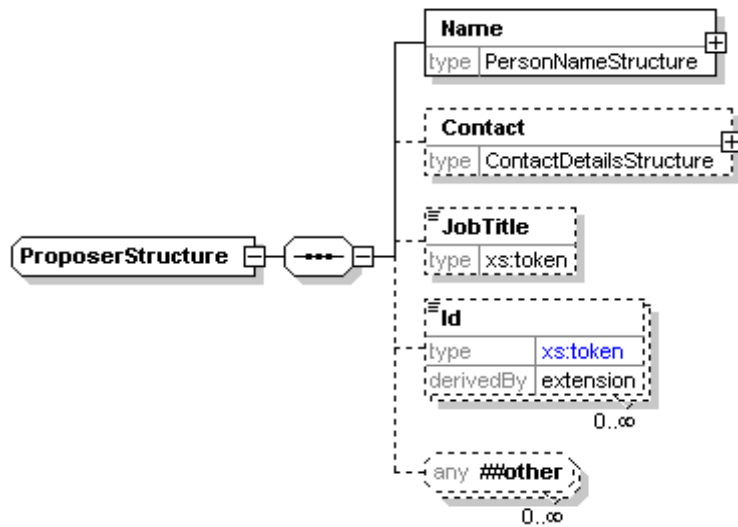 Name
type PersonNameStructure
Contact
type ContactDetailsStructure
ProposerStructure
JobTitle
type xs:token
Id
type xs:token
derivedBy extension
0..∞
any ##other
0..∞